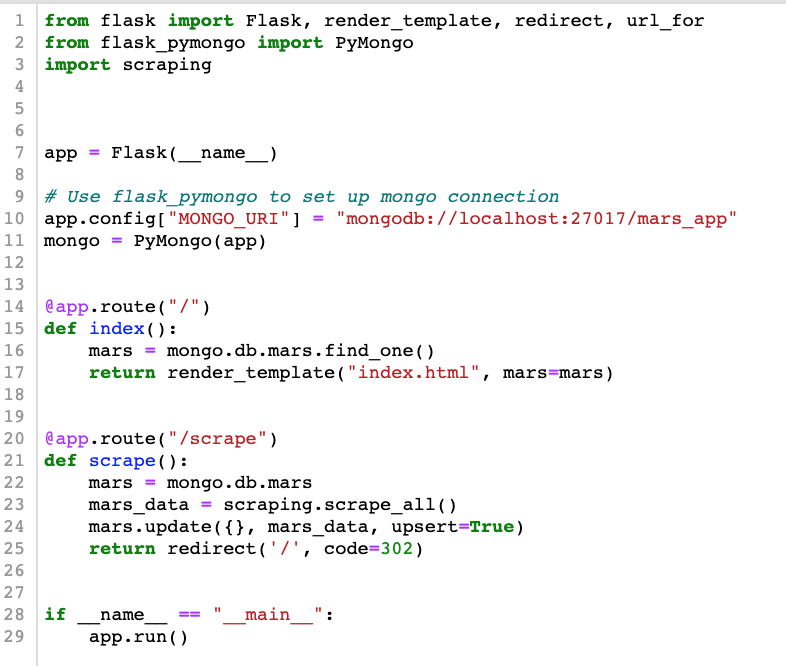 1 from flask import Flask, render_template, redirect, url_for
2 from flask_pymongo import PyMongo
3 import scraping
4
5
6
7 app = Flask(__name__)
8
9 # Use flask_pymongo to set up mongo connection
10 app.config["MONGO_URI"] = "mongodb://localhost:27017/mars_app"
11 mongo = PyMongo(app)
12
13
14 @app.route("/")
15 def index():
16     mars = mongo.db.mars.find_one()
17     return render_template("index.html", mars=mars)
18
19
20 @app.route("/scrape")
21 def scrape():
22     mars = mongo.db.mars
23     mars_data = scraping.scrape_all()
24     mars.update({}, mars_data, upsert=True)
25     return redirect('/', code=302)
26
27
28 if __name__ == "__main__":
29     app.run()